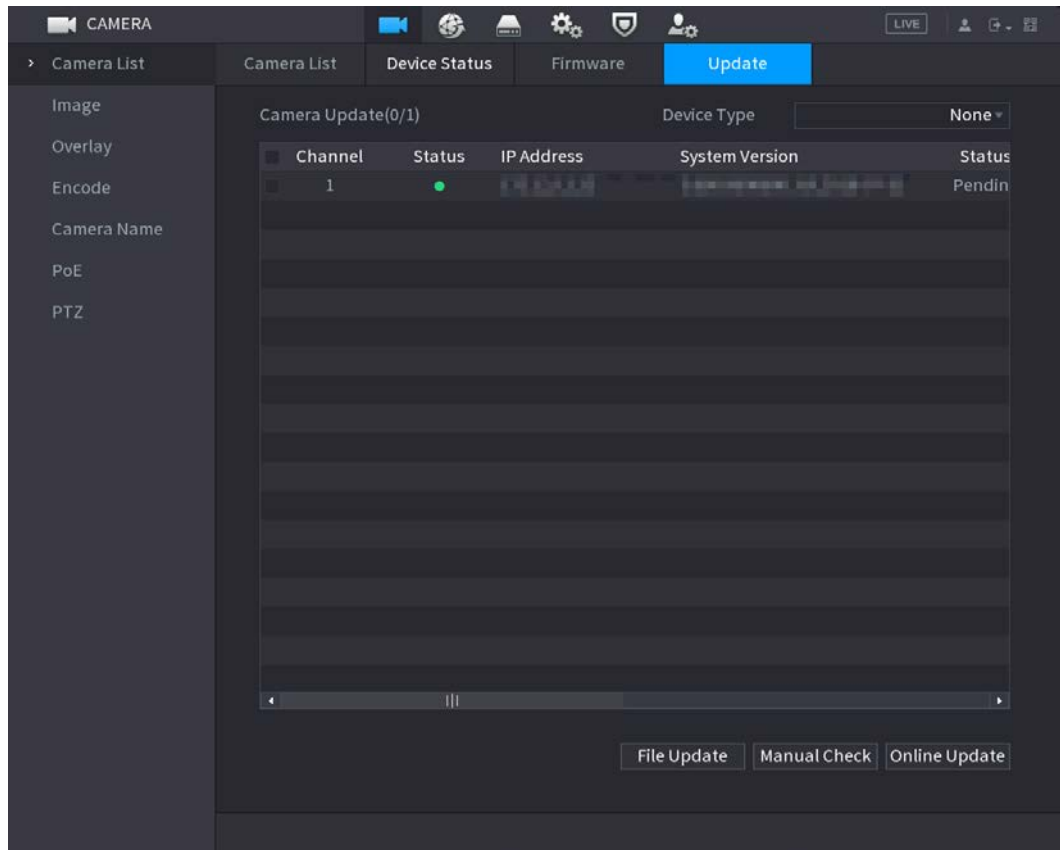 CAMERA
LIVE
Camera List
Image
Overlay
Encode
Camera Name
PoE
PTZ
Camera List Device Status Firmware Update
Camera Update(0/1) Device Type None
Channel Status IP Address System Version Status
1 Pendin
File Update Manual Check Online Update